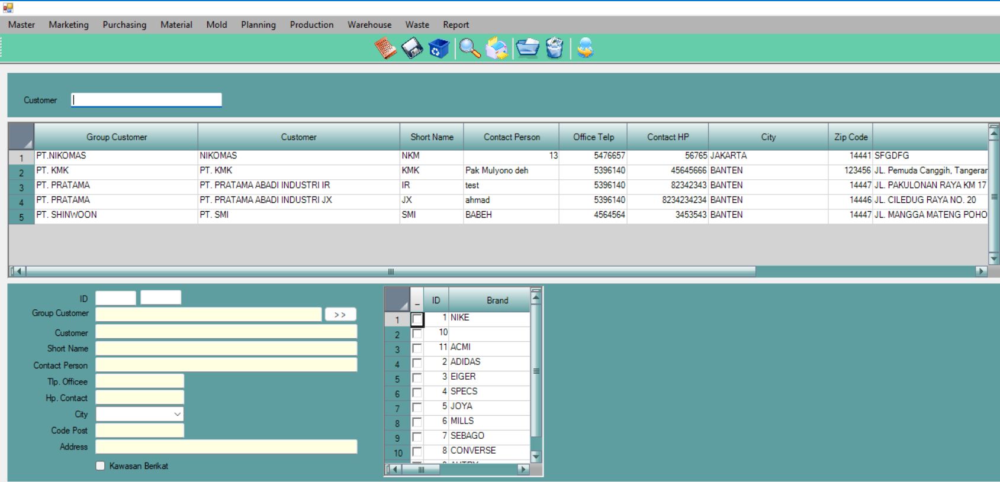 Master Marketing Purchasing Material Mold Planning Production Warehouse Waste Report
Customer
Group Customer Customer Short Name Contact Person Office Telp Contact HP City Zip Code
1 PT.NIKOMAS NIKOMAS NKM 13 5476657 56765 JAKARTA 14441 SFGDFG
2 PT. KMK PT. KMK KMK Pak Mulyono deh 5396140 45645666 BANTEN 123456 JL. Pemuda Canggih, Tangerar
3 PT. PRATAMA PT. PRATAMA ABADI INDUSTRI IR IR test 5396140 82342343 BANTEN 14447 JL. PAKULONAN RAYA KM 17
4 PT. PRATAMA PT. PRATAMA ABADI INDUSTRI JX JX ahmad 5396140 8234234234 BANTEN 14446 JL. CILEDUG RAYA NO. 20
5 PT. SHINWOON PT. SMI SMI BABEH 4564564 3453543 BANTEN 14447 JL. MANGGA MATENG POHO
ID
Group Customer >>
Customer
Short Name
Contact Person
Tlp. Officee
Hp. Contact
City
Code Post
Address
Kawasan Berikat
_ ID Brand
1 1 NIKE
2 10
3 11 ACMI
4 2 ADIDAS
5 3 EIGER
6 4 SPECS
7 5 JOYA
8 6 MILLS
9 7 SEBAGO
10 8 CONVERSE